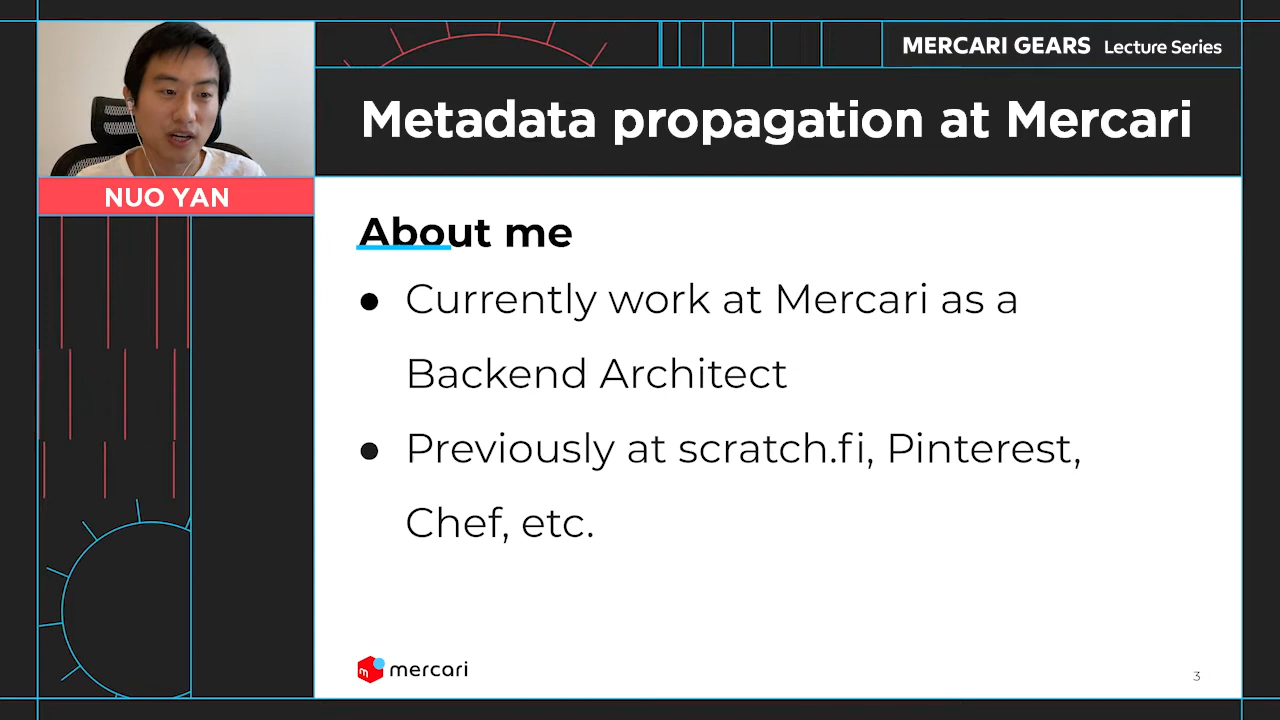 MERCARI GEARS Lecture Series
Metadata propagation at Mercari
NUO YAN
About me
● Currently work at Mercari as a
Backend Architect
● Previously at scratch.fi, Pinterest,
Chef, etc.
m mercari
3